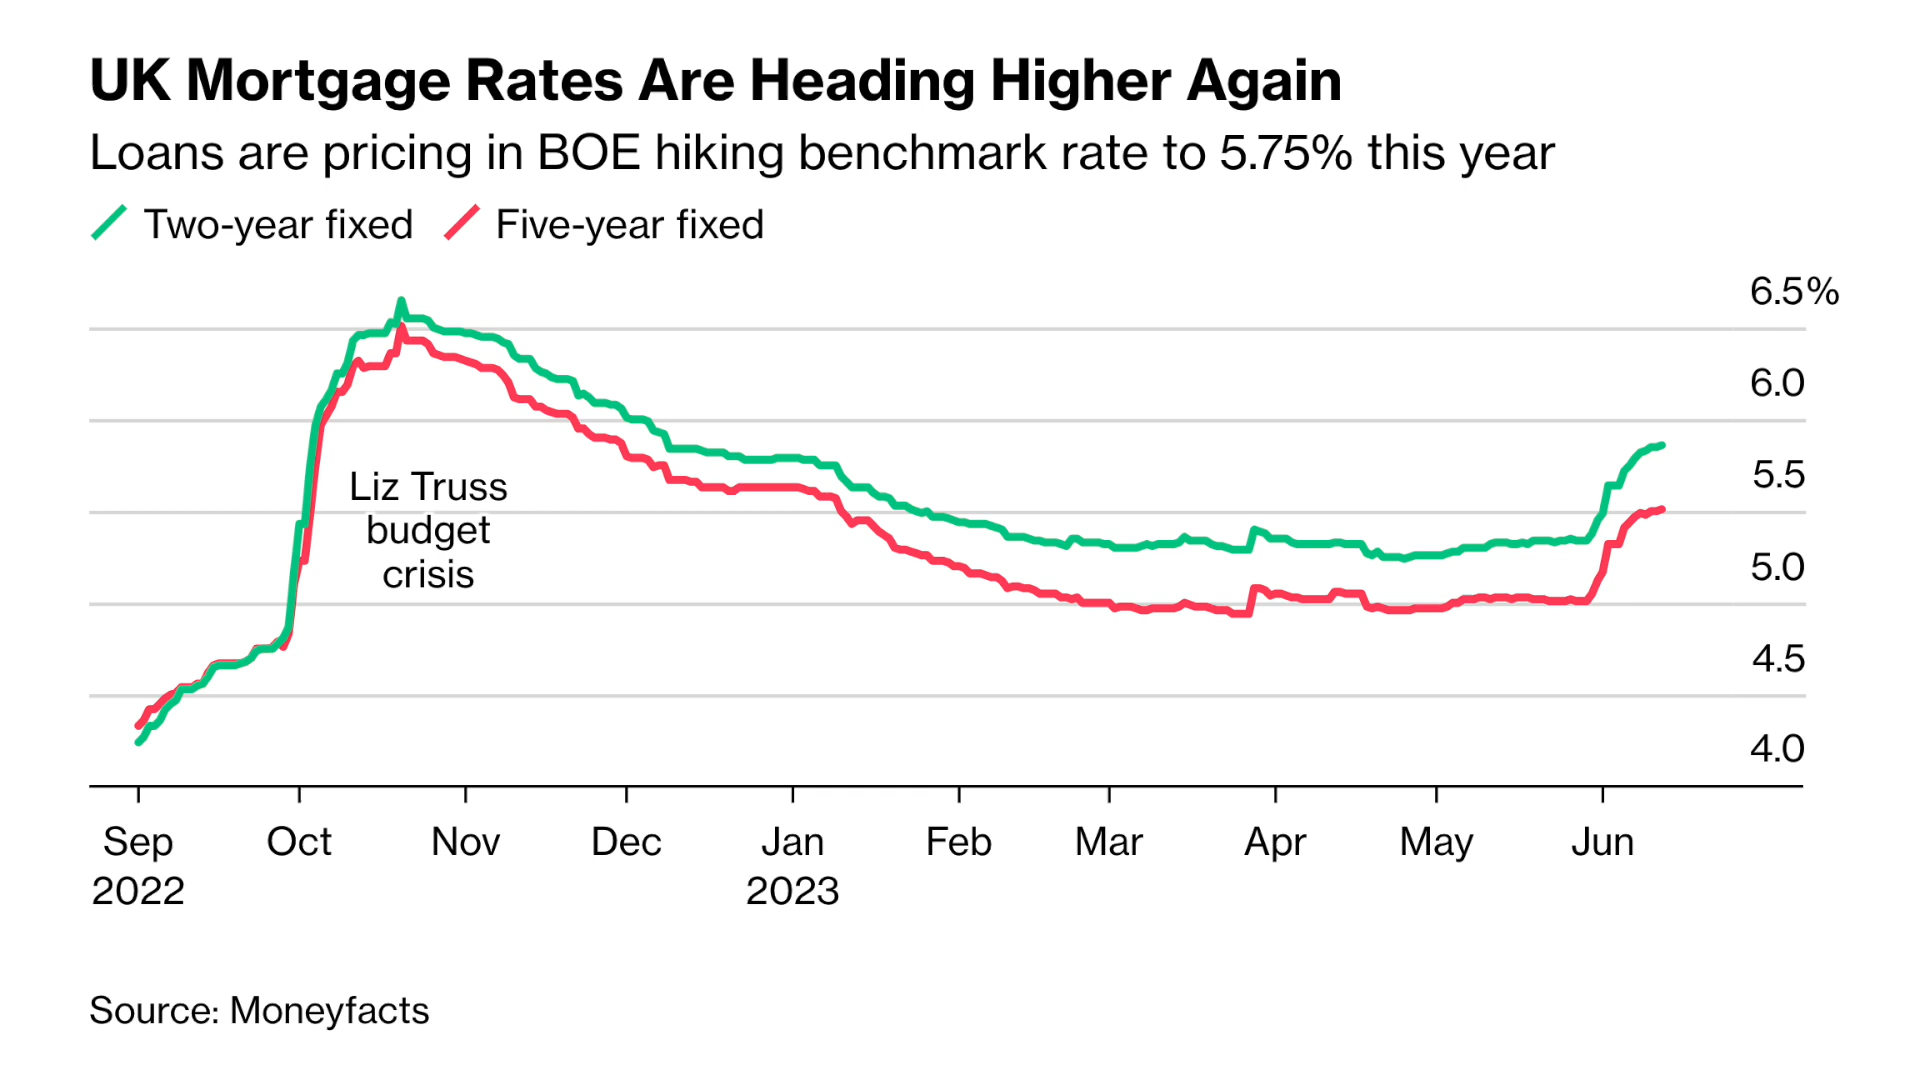 UK Mortgage Rates Are Heading Higher Again
Loans are pricing in BOE hiking benchmark rate to 5.75% this year
Two-year fixed Five-year fixed
6.5%
6.0
5.5
5.0
4.5
4.0
Liz Truss
budget
crisis
Sep Oct Nov Dec Jan Feb Mar Apr May Jun
2022 2023
Source: Moneyfacts